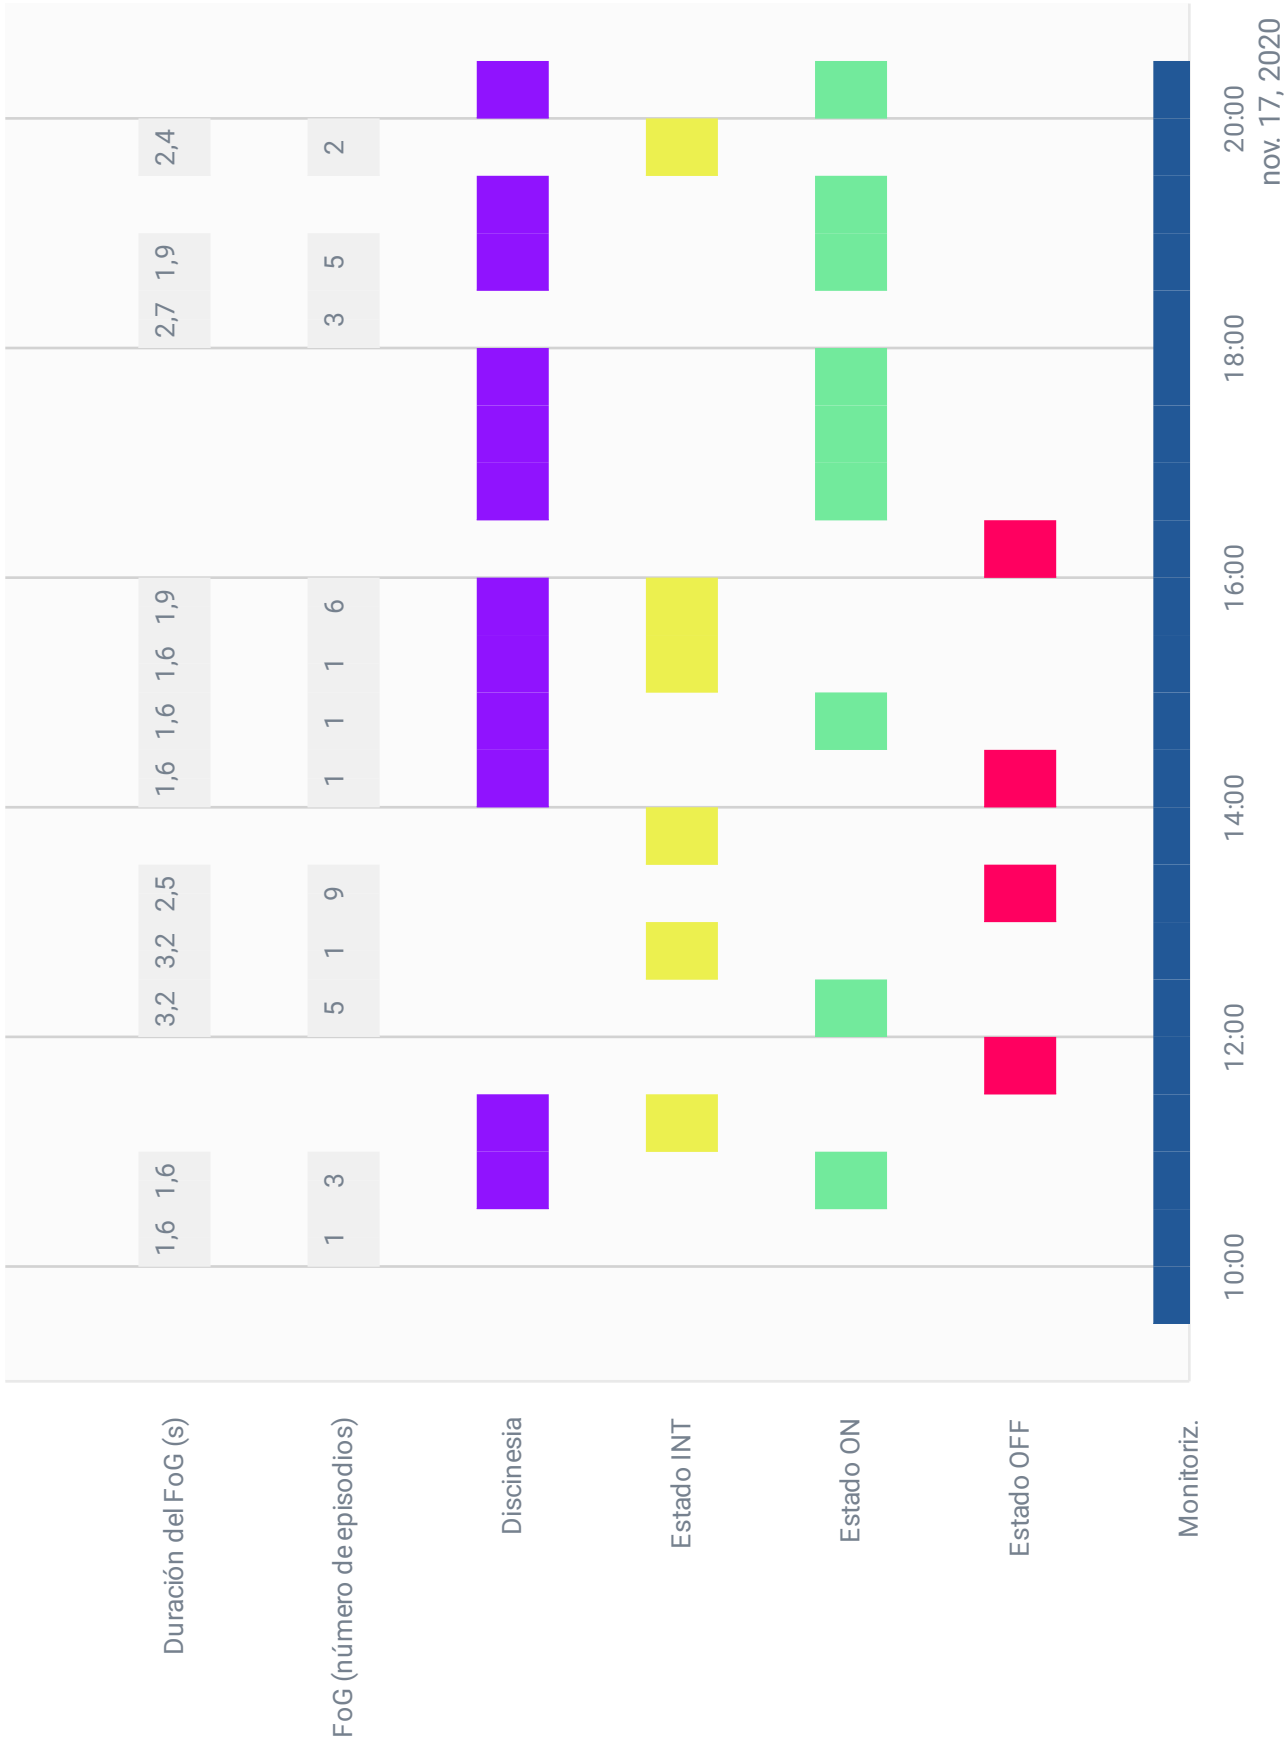 Duración del FoG (s)
1,6 1,6 3,2 3,2 2,5 1,6 1,6 1,6 1,9 2,7 1,9 2,4
FoG (número de episodios)
1 3 5 1 9 1 1 1 6 3 5 2
Discinesia
Estado INT
Estado ON
Estado OFF
Monitoriz.
10:00 12:00 14:00 16:00 18:00 20:00
nov. 17, 2020